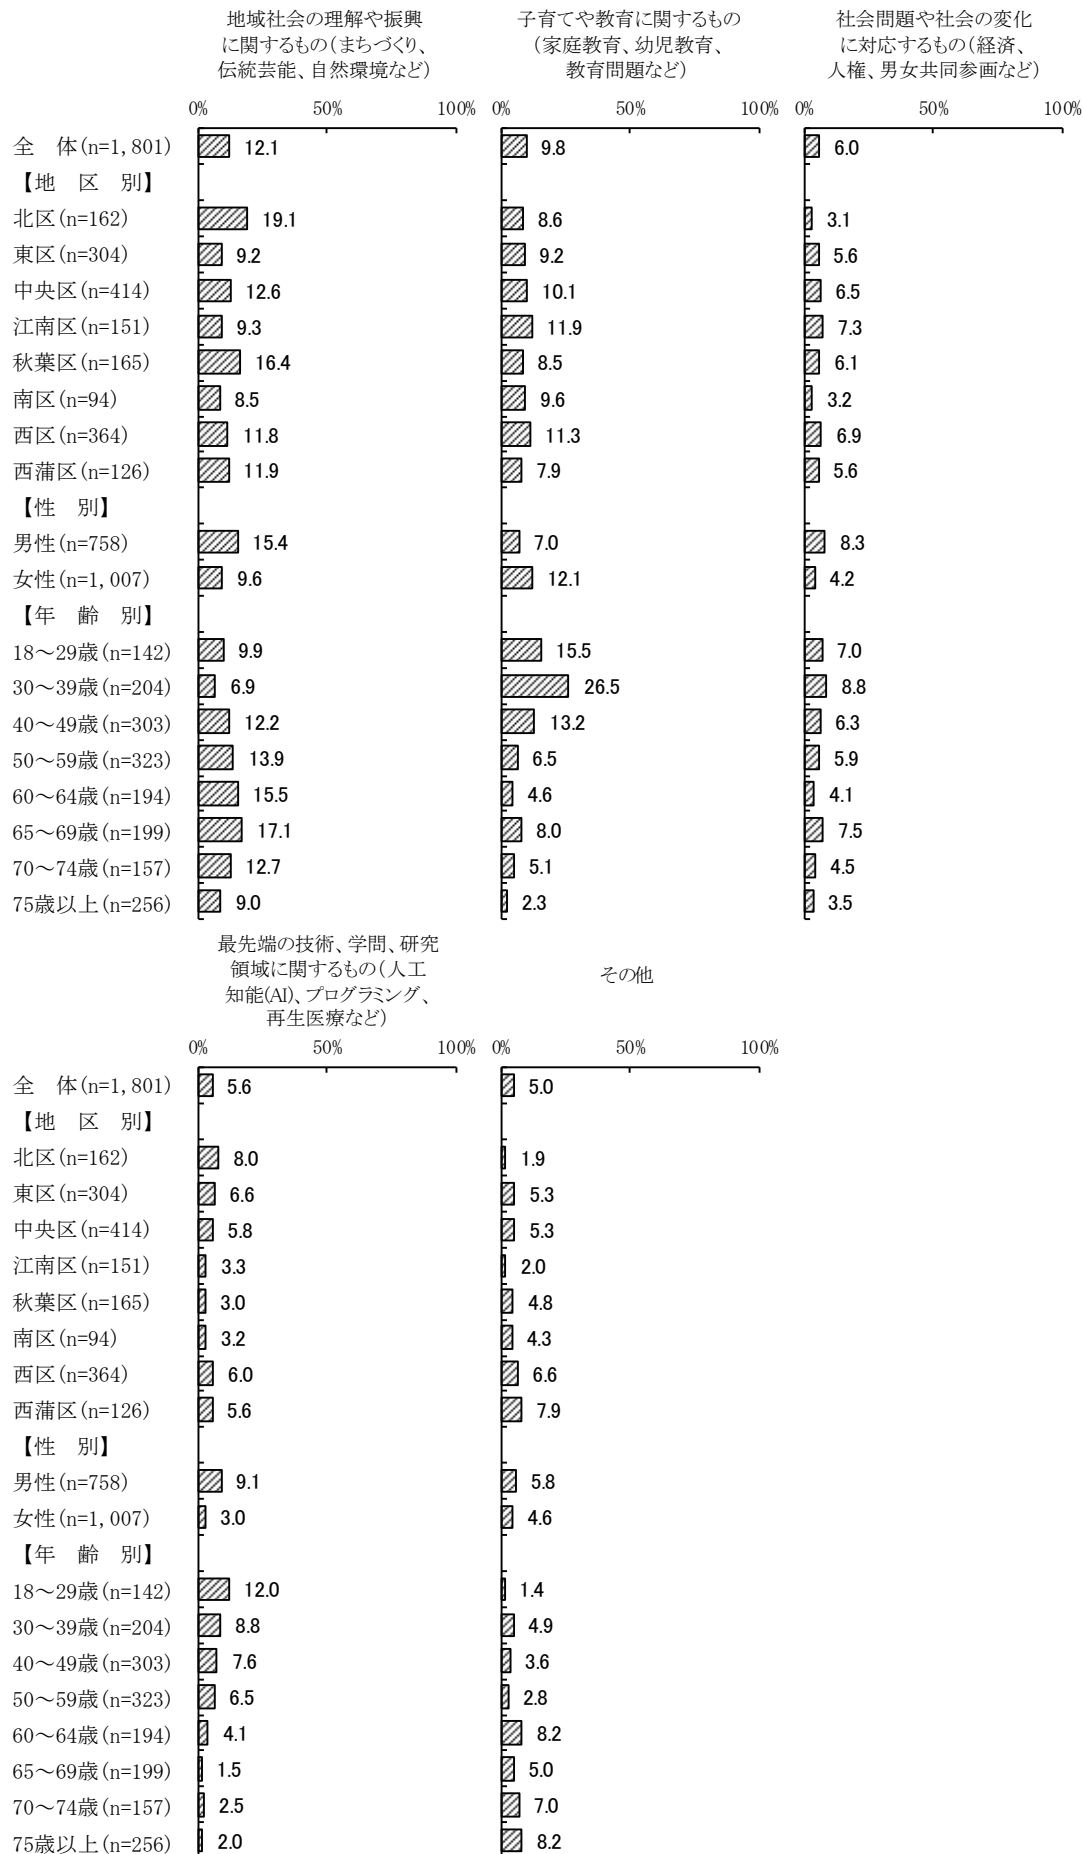 地域社会の理解や振興
に関するもの(まちづくり、
伝統芸能、自然環境など)
子育てや教育に関するもの
(家庭教育、幼児教育、
教育問題など)
社会問題や社会の変化
に対応するもの(経済、
人権、男女共同参画など)
0% 50% 100% 0% 50% 100% 0% 50% 100%
全 体(n=1,801) 12.1 9.8 6.0
【地 区 別】
北区(n=162) 19.1 8.6 3.1
東区(n=304) 9.2 9.2 5.6
中央区(n=414) 12.6 10.1 6.5
江南区(n=151) 9.3 11.9 7.3
秋葉区(n=165) 16.4 8.5 6.1
南区(n=94) 8.5 9.6 3.2
西区(n=364) 11.8 11.3 6.9
西蒲区(n=126) 11.9 7.9 5.6
【性 別】
男性(n=758) 15.4 7.0 8.3
女性(n=1,007) 9.6 12.1 4.2
【年 齢 別】
18〜29歳(n=142) 9.9 15.5 7.0
30〜39歳(n=204) 6.9 26.5 8.8
40〜49歳(n=303) 12.2 13.2 6.3
50〜59歳(n=323) 13.9 6.5 5.9
60〜64歳(n=194) 15.5 4.6 4.1
65〜69歳(n=199) 17.1 8.0 7.5
70〜74歳(n=157) 12.7 5.1 4.5
75歳以上(n=256) 9.0 2.3 3.5
最先端の技術、学問、研究
領域に関するもの(人工
知能(AI)、プログラミング、
再生医療など)
その他
0% 50% 100% 0% 50% 100%
全 体(n=1,801) 5.6 5.0
【地 区 別】
北区(n=162) 8.0 1.9
東区(n=304) 6.6 5.3
中央区(n=414) 5.8 5.3
江南区(n=151) 3.3 2.0
秋葉区(n=165) 3.0 4.8
南区(n=94) 3.2 4.3
西区(n=364) 6.0 6.6
西蒲区(n=126) 5.6 7.9
【性 別】
男性(n=758) 9.1 5.8
女性(n=1,007) 3.0 4.6
【年 齢 別】
18〜29歳(n=142) 12.0 1.4
30〜39歳(n=204) 8.8 4.9
40〜49歳(n=303) 7.6 3.6
50〜59歳(n=323) 6.5 2.8
60〜64歳(n=194) 4.1 8.2
65〜69歳(n=199) 1.5 5.0
70〜74歳(n=157) 2.5 7.0
75歳以上(n=256) 2.0 8.2